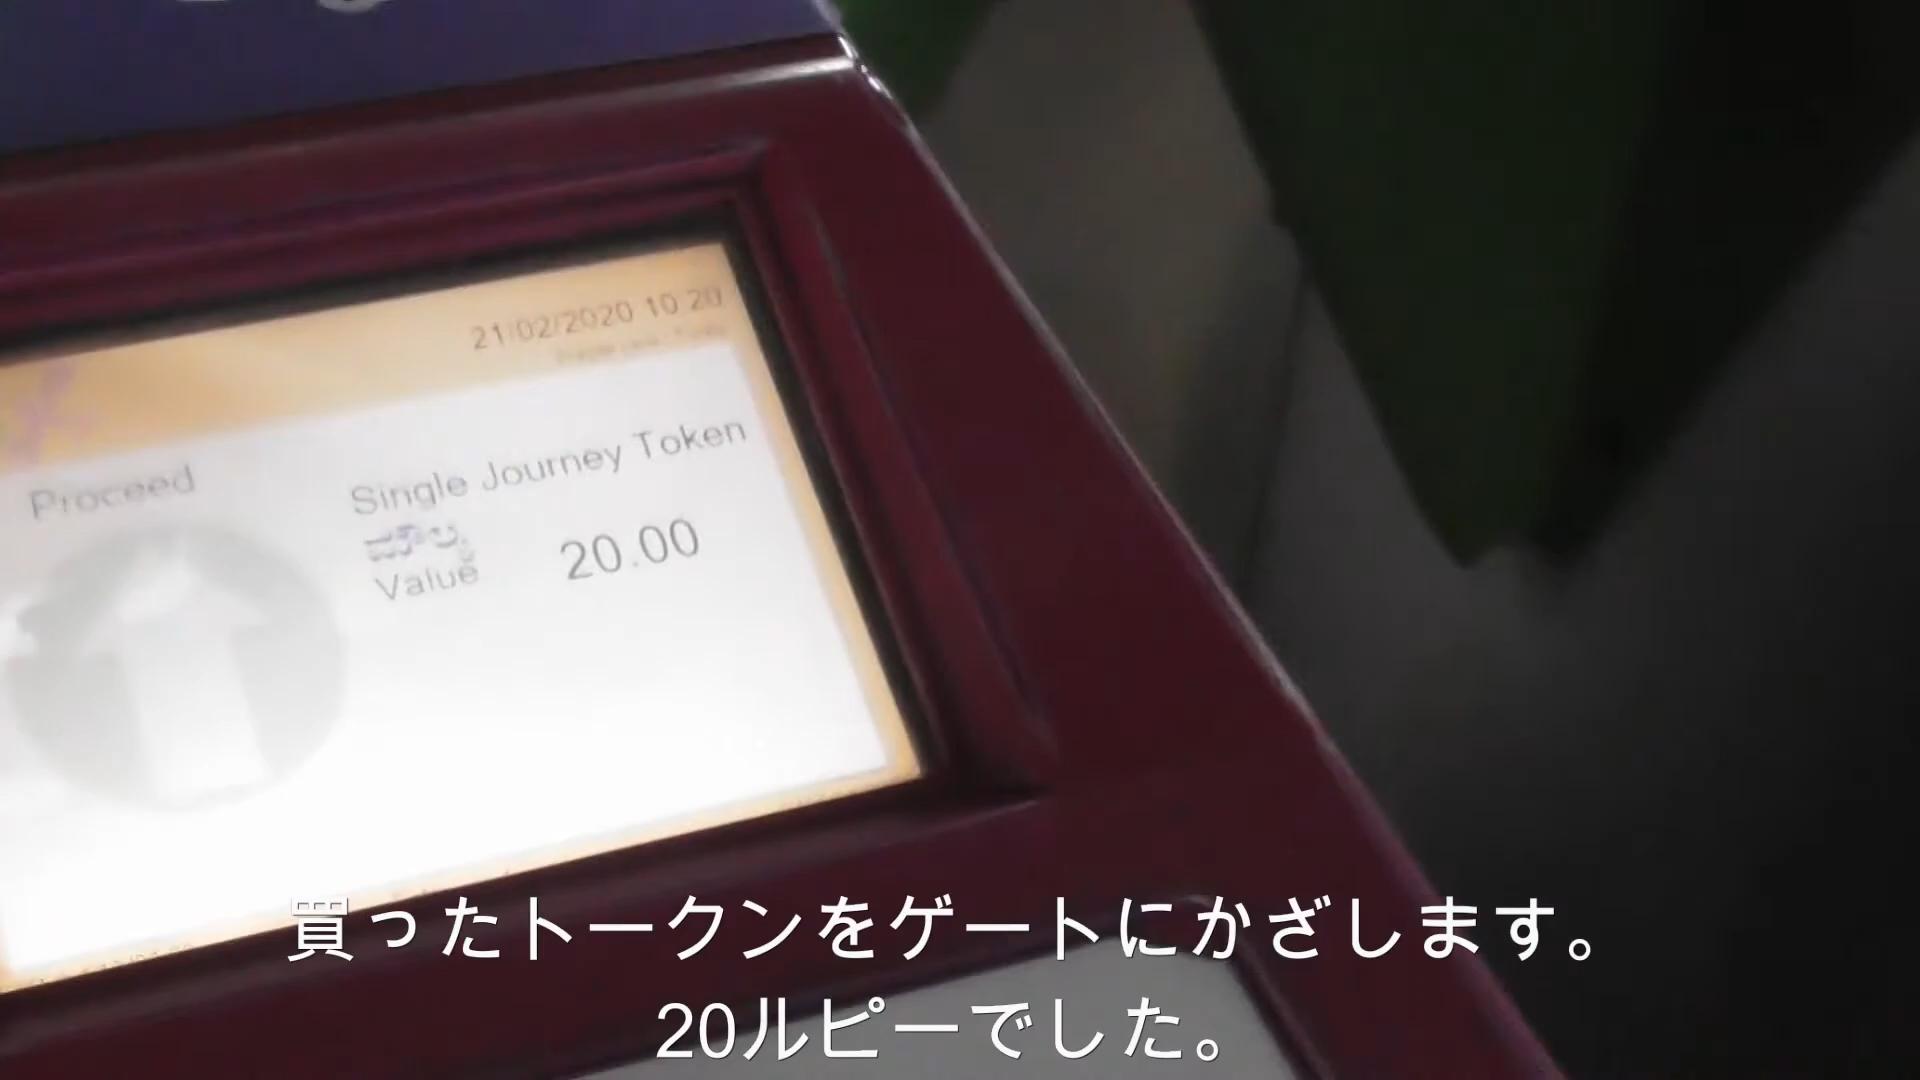 21/02/2020 10 20
Proceed
Single Journey Token
ಮೌಲ್ಯ
Value 20.00
買ったトークンをゲートにかざします。
20ルピーでした。